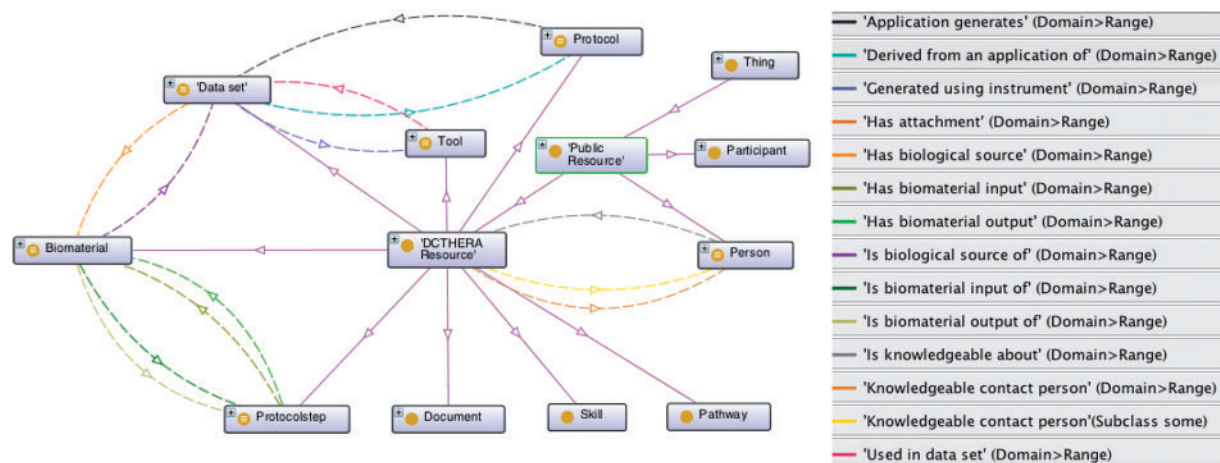 Protocol
Thing
'Data set'
Tool
'Public
Resource'
Participant
Biomaterial
'DCTHERA
Resource'
Person
Protocolstep
Document
Skill
Pathway
'Application generates' (Domain>Range)
'Derived from an application of' (Domain>Range)
'Generated using instrument' (Domain>Range)
'Has attachment' (Domain>Range)
'Has biological source' (Domain>Range)
'Has biomaterial input' (Domain>Range)
'Has biomaterial output' (Domain>Range)
'Is biological source of' (Domain>Range)
'Is biomaterial input of' (Domain>Range)
'Is biomaterial output of' (Domain>Range)
'Is knowledgeable about' (Domain>Range)
'Knowledgeable contact person' (Domain>Range)
'Knowledgeable contact person'(Subclass some)
'Used in data set' (Domain>Range)